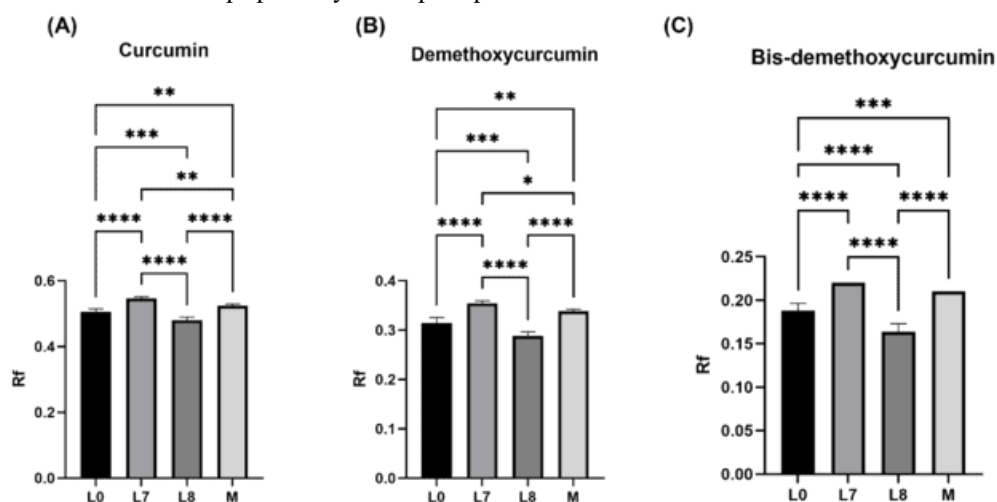 (A)
Curcumin
**
***
**
**** ****
****
0.6
0.4
0.2
0.0
Rf
L0 L7 L8 M
(B)
Demethoxycurcumin
**
***
*
**** ****
****
0.4
0.3
0.2
0.1
0.0
Rf
L0 L7 L8 M
(C)
Bis-demethoxycurcumin
***
****
**** ****
****
0.25
0.20
0.15
0.10
0.05
0.00
Rf
L0 L7 L8 M